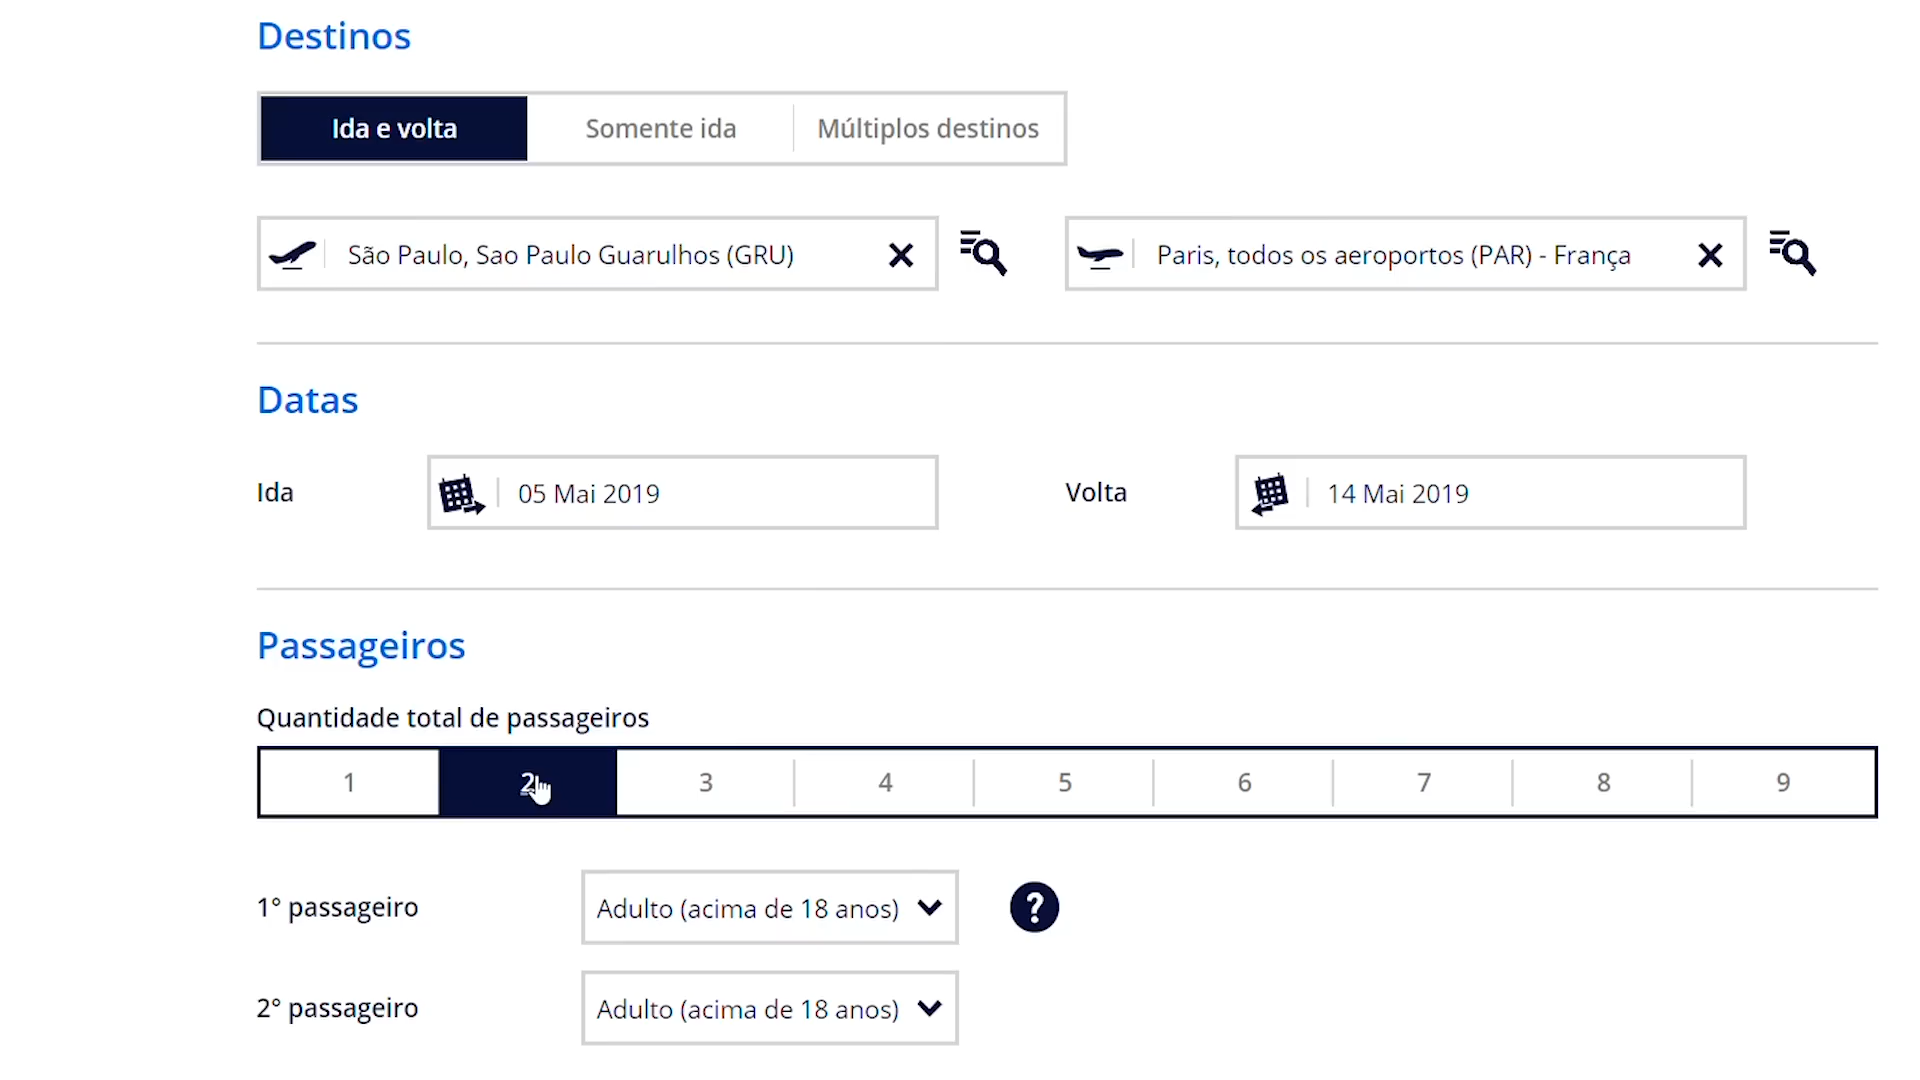 Destinos
Ida e volta Somente ida Múltiplos destinos
São Paulo, Sao Paulo Guarulhos (GRU) Paris, todos os aeroportos (PAR) - França
Datas
Ida 05 Mai 2019 Volta 14 Mai 2019
Passageiros
Quantidade total de passageiros
1 2 3 4 5 6 7 8 9
1° passageiro Adulto (acima de 18 anos) ?
2° passageiro Adulto (acima de 18 anos)